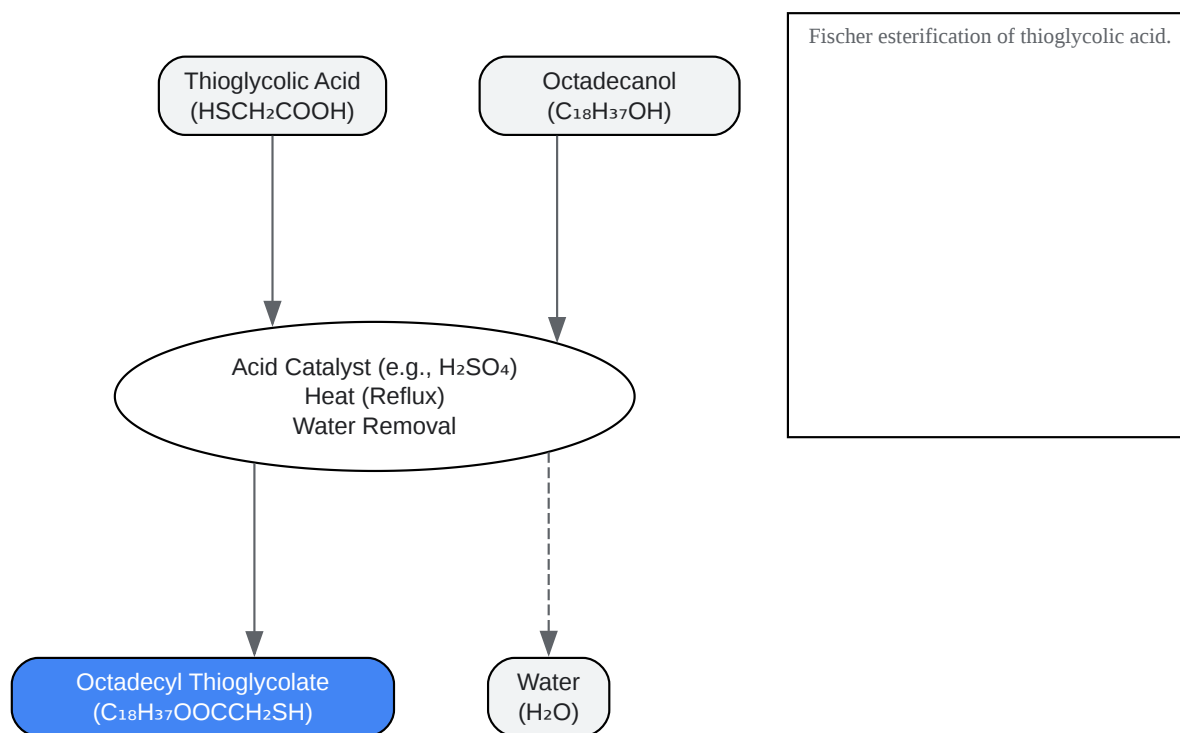 Fischer esterification of thioglycolic acid.
Thioglycolic Acid
(HSCH₂COOH)
Octadecanol
(C₁₈H₃₇OH)
Acid Catalyst (e.g., H₂SO₄)
Heat (Reflux)
Water Removal
Octadecyl Thioglycolate
(C₁₈H₃₇OOCCH₂SH)
Water
(H₂O)